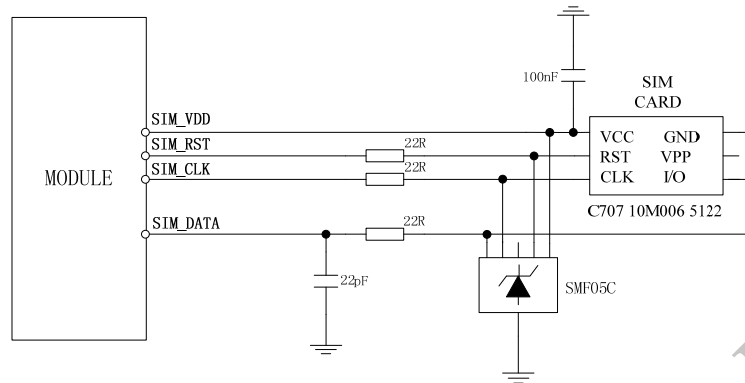 100nF
SIM
CARD
SIM_VDD
SIM_RST
22R
SIM_CLK
22R
VCC GND
RST VPP
CLK I/O
MODULE
C707 10M006 5122
SIM_DATA
22R
22pF
SMF05C